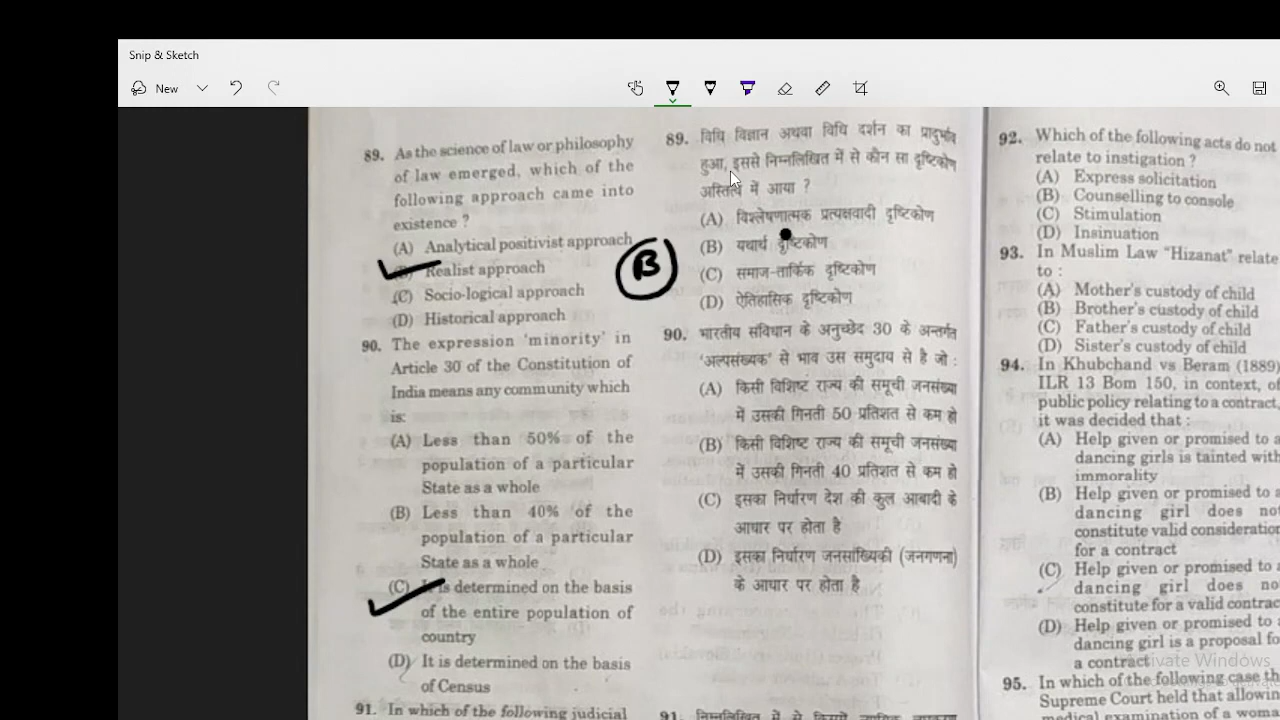 Snip & Sketch
New
89. As the science of law or philosophy
of law emerged, which of the
following approach came into
existence ?
(A) Analytical positivist approach
Realist approach
(C) Socio-logical approach
(D) Historical approach
90. The expression 'minority' in
Article 30 of the Constitution of
India means any community which
is:
(A) Less than 50% of the
population of a particular
State as a whole
(B) Less than 40% of the
population of a particular
State as a whole
(C) It is determined on the basis
of the entire population of
country
(D) It is determined on the basis
of Census
91. In which of the following judicial
B
89. विधि विज्ञान अथवा विधि दर्शन का प्रादुर्भाव
हुआ, इससे निम्नलिखित में से कौन सा दृष्टिकोण
अस्तित्व में आया ?
(A) विश्लेषणात्मक प्रत्यक्षवादी दृष्टिकोण
(B) यथार्थ दृष्टिकोण
(C) समाज-तार्किक दृष्टिकोण
(D) ऐतिहासिक दृष्टिकोण
90. भारतीय संविधान के अनुच्छेद 30 के अन्तर्गत
'अल्पसंख्यक' से भाव उस समुदाय से है जो :
(A) किसी विशिष्ट राज्य की समूची जनसंख्या
में उसकी गिनती 50 प्रतिशत से कम हो
(B) किसी विशिष्ट राज्य की समूची जनसंख्या
में उसकी गिनती 40 प्रतिशत से कम हो
(C) इसका निर्धारण देश की कुल आबादी के
आधार पर होता है
(D) इसका निर्धारण जनसांख्यिकी (जनगणना)
के आधार पर होता है
91. निम्नलिखित में से किसमें न्यायिक
92. Which of the following acts do not
relate to instigation ?
(A) Express solicitation
(B) Counselling to console
(C) Stimulation
(D) Insinuation
93. In Muslim Law "Hizanat" relate
to :
(A) Mother's custody of child
(B) Brother's custody of child
(C) Father's custody of child
(D) Sister's custody of child
94. In Khubchand vs Beram (1889)
ILR 13 Bom 150, in context, of
public policy relating to a contract,
it was decided that :
(A) Help given or promised to a
dancing girls is tainted with
immorality
(B) Help given or promised to a
dancing girl does not
constitute valid consideration
for a contract
(C) Help given or promised to a
dancing girl does no
constitute for a valid contrac
(D) Help given or promised to
dancing girl is a proposal fo
a contract
Windows
95. In which of the following case th
Supreme Court held that allowin
medical examination of a woma